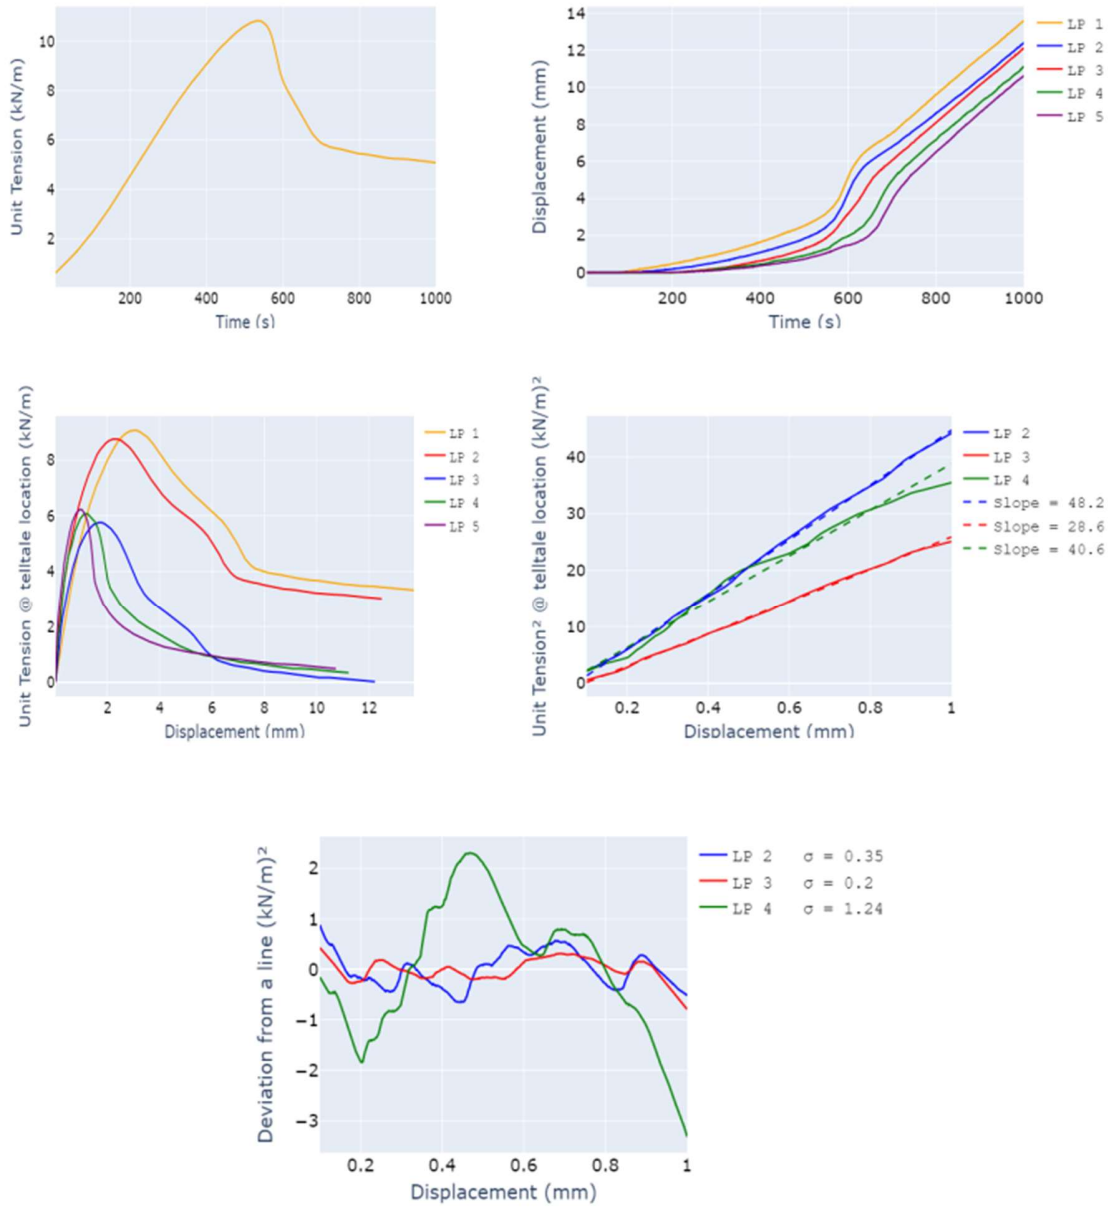 Unit Tension (kN/m)
10
8
6
4
2
200
400
600
800
1000
Time (s)
Displacement (mm)
14
12
10
8
6
4
2
0
200
400
600
800
1000
Time (s)
LP 1
LP 2
LP 3
LP 4
LP 5
Unit Tension @ telltale location (kN/m)
8
6
4
2
0
2
4
6
8
10
12
Displacement (mm)
LP 1
LP 2
LP 3
LP 4
LP 5
Unit Tension² @ telltale location (kN/m)²
40
30
20
10
0
0.2
0.4
0.6
0.8
1
Displacement (mm)
LP 2
LP 3
LP 4
Slope = 48.2
Slope = 28.6
Slope = 40.6
Deviation from a line (kN/m)²
2
1
0
−1
−2
−3
0.2
0.4
0.6
0.8
1
Displacement (mm)
LP 2 σ = 0.35
LP 3 σ = 0.2
LP 4 σ = 1.24